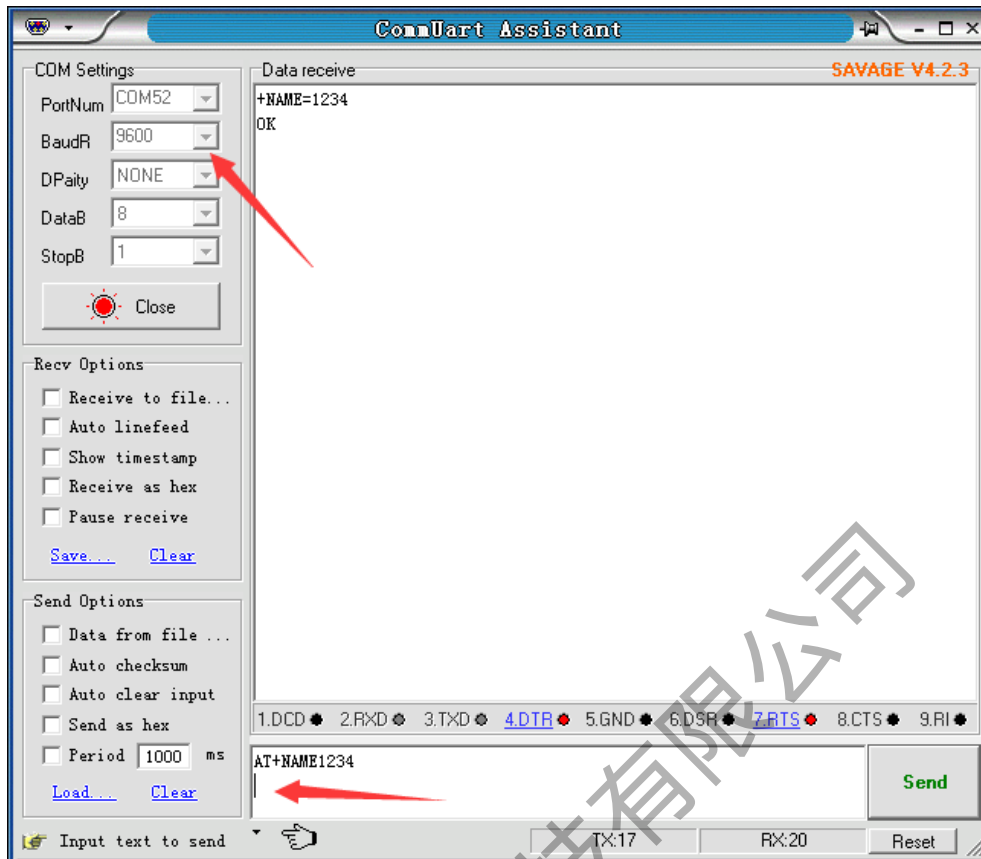 CommUart Assistant
COM Settings
PortNum COM52
BaudR 9600
DPaity NONE
DataB 8
StopB 1
Close
Recv Options
Receive to file...
Auto linefeed
Show timestamp
Receive as hex
Pause receive
Save... Clear
Send Options
Data from file ...
Auto checksum
Auto clear input
Send as hex
Period 1000 ms
Load... Clear
Data receive SAVAGE V4.2.3
+NAME=1234
OK
1.DCD 2.RXD 3.TXD 4.DTR 5.GND 6.DSR 7.RTS 8.CTS 9.RI
AT+NAME1234
Send
Input text to send TX:17 RX:20 Reset
技有限公司